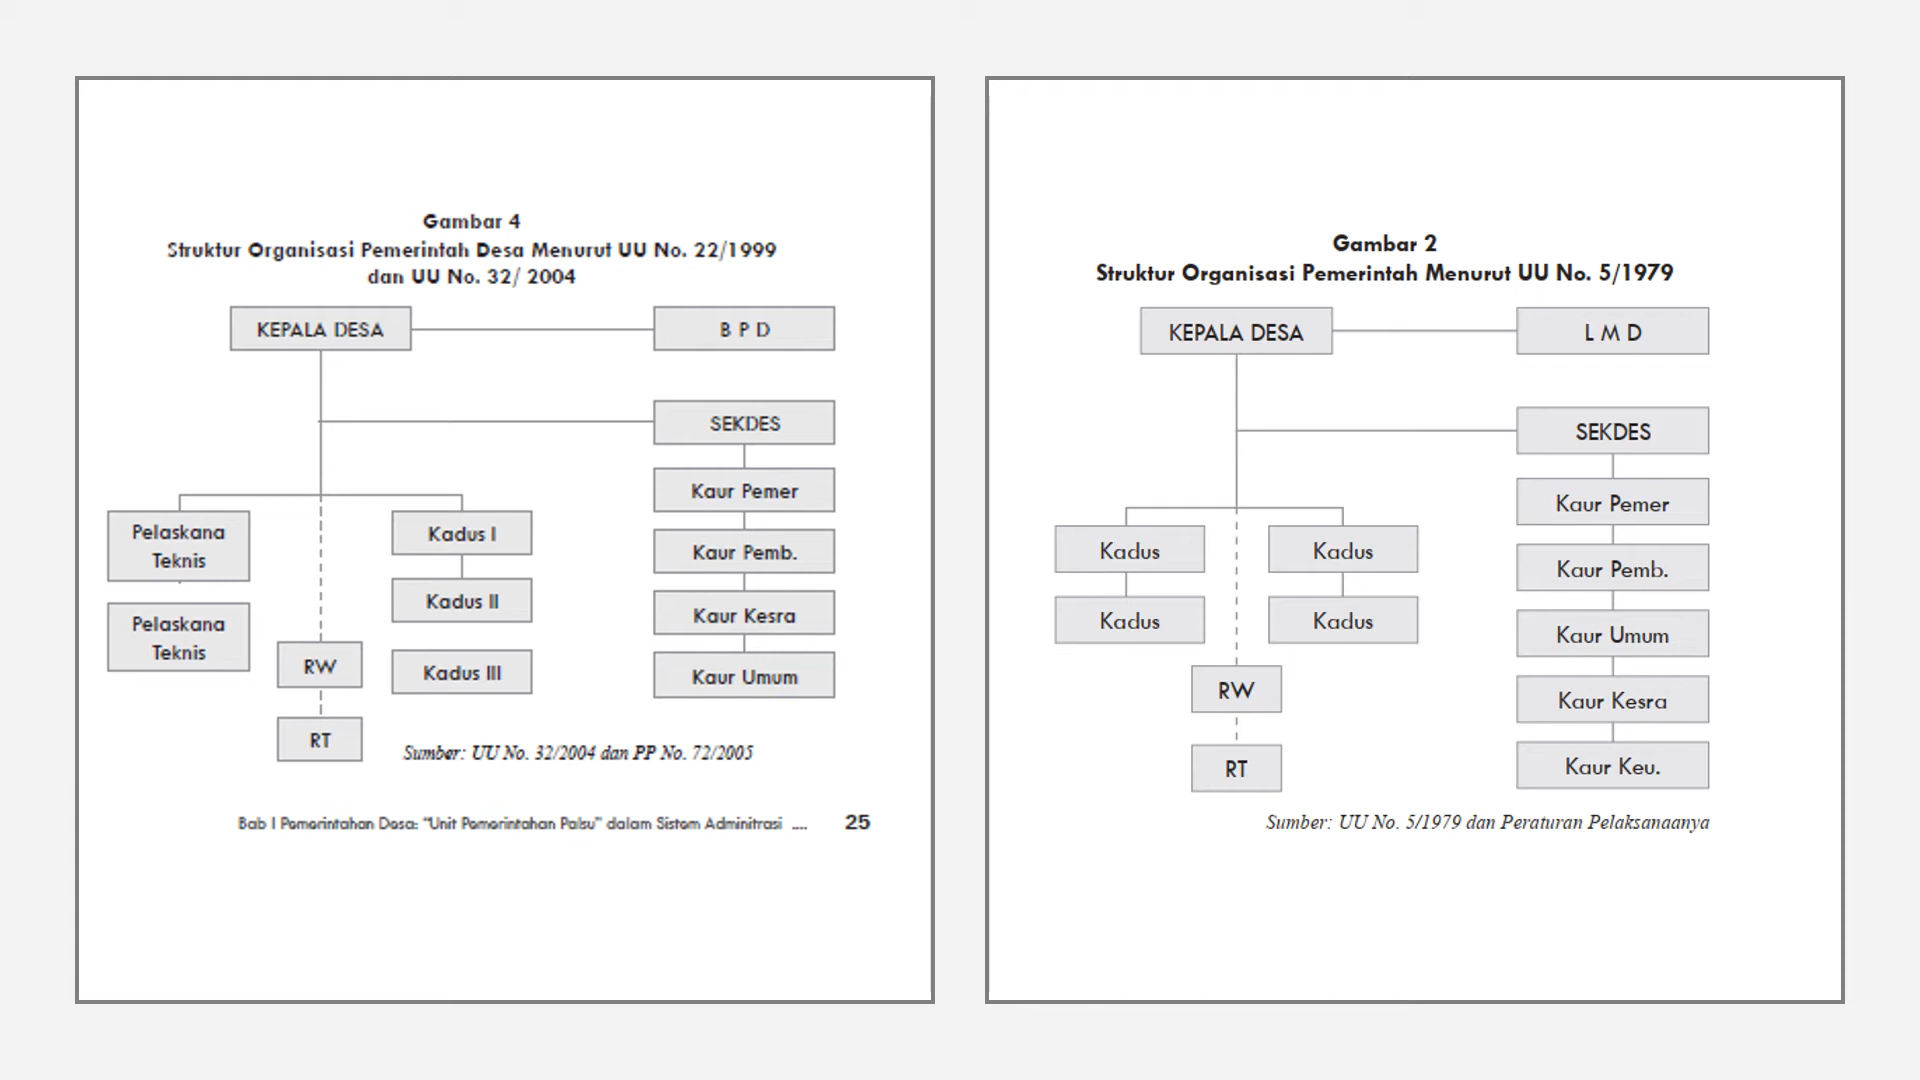 Gambar 4
Struktur Organisasi Pemerintah Desa Menurut UU No. 22/1999
dan UU No. 32/ 2004
KEPALA DESA
B P D
SEKDES
Kaur Pemer
Pelaskana
Teknis
Kadus I
Kaur Pemb.
Kadus II
Pelaskana
Teknis
Kaur Kesra
RW
Kadus III
Kaur Umum
RT
Sumber: UU No. 32/2004 dan PP No. 72/2005
Bab I Pemerintahan Desa: “Unit Pemerintahan Palsu” dalam Sistem Adminitrasi .... 25
Gambar 2
Struktur Organisasi Pemerintah Menurut UU No. 5/1979
KEPALA DESA
L M D
SEKDES
Kaur Pemer
Kadus
Kadus
Kaur Pemb.
Kadus
Kadus
Kaur Umum
RW
Kaur Kesra
RT
Kaur Keu.
Sumber: UU No. 5/1979 dan Peraturan Pelaksanaanya